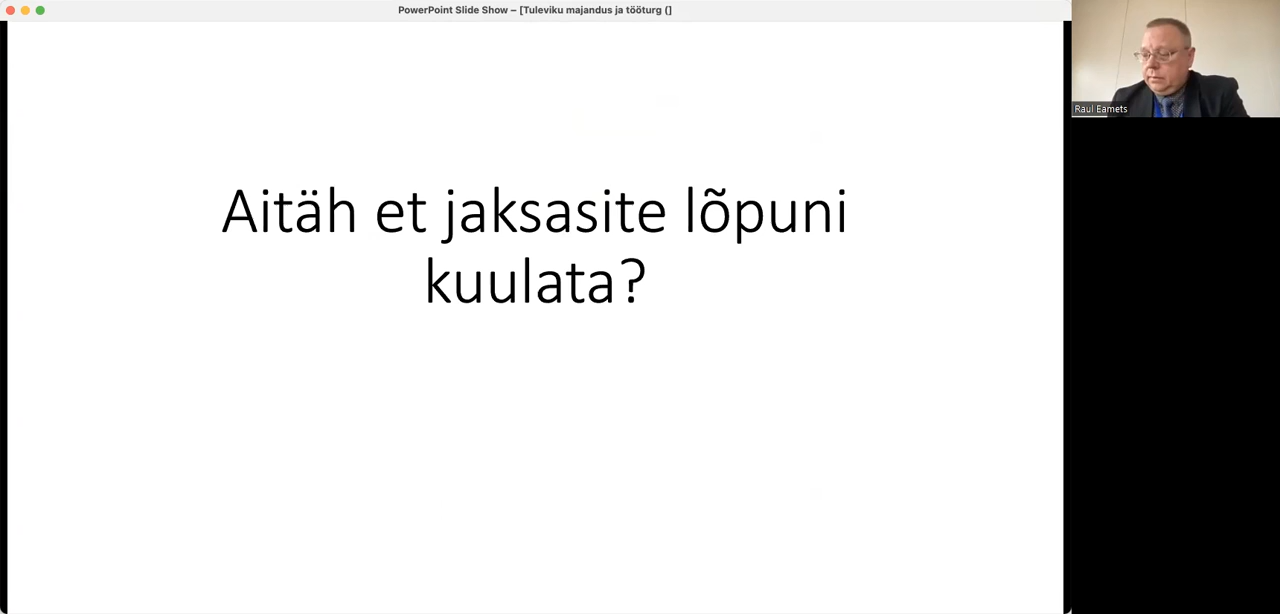 PowerPoint Slide Show – [Tuleviku majandus ja tööturg (]
Raul Eamets
Aitäh et jaksasite lõpuni
kuulata?